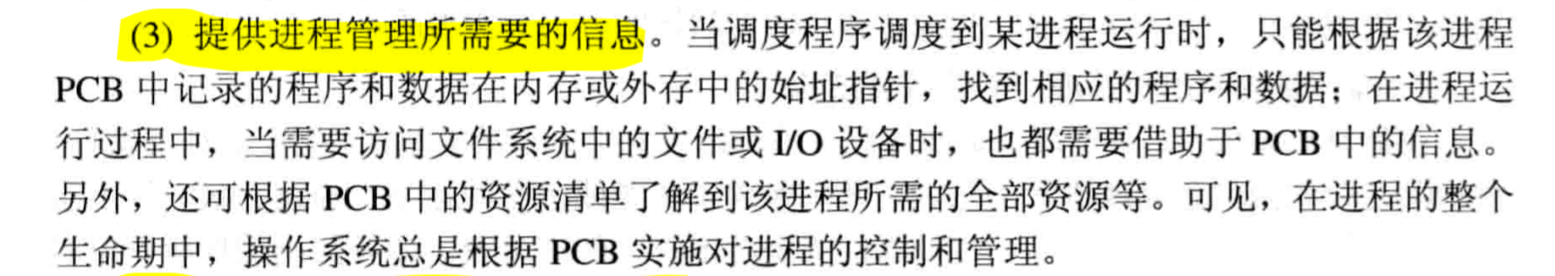 (3) 提供进程管理所需要的信息。当调度程序调度到某进程运行时，只能根据该进程
PCB 中记录的程序和数据在内存或外存中的始址指针，找到相应的程序和数据；在进程运
行过程中，当需要访问文件系统中的文件或 I/O 设备时，也都需要借助于 PCB 中的信息。
另外，还可根据 PCB 中的资源清单了解到该进程所需的全部资源等。可见，在进程的整个
生命期中，操作系统总是根据 PCB 实施对进程的控制和管理。